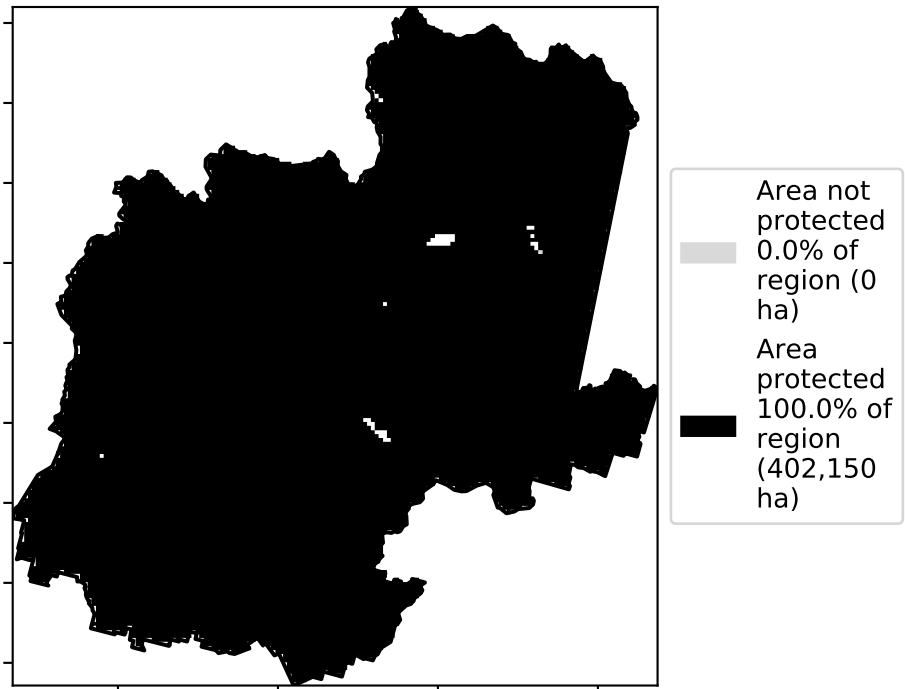 Area not
protected
0.0% of
region (0
ha)
Area
protected
100.0% of
region
(402,150
ha)